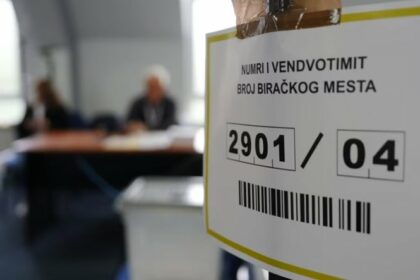 NUMRI I VENDVOTIMIT
BROJ BIRAČKOG MESTA
2901 / 04